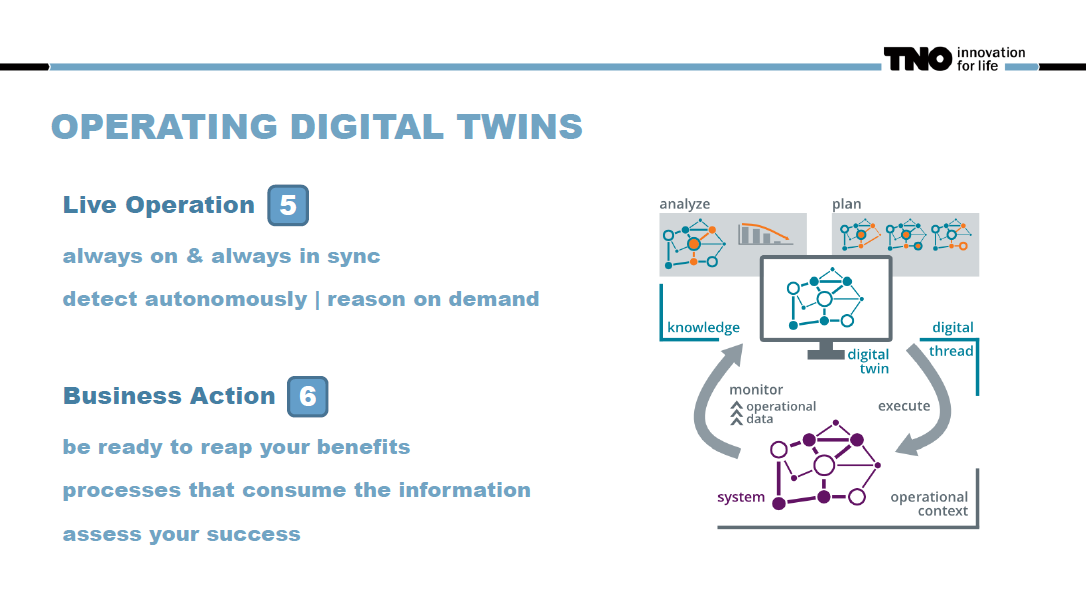 TNO innovation
for life
OPERATING DIGITAL TWINS
Live Operation 5
always on & always in sync
detect autonomously | reason on demand
Business Action 6
be ready to reap your benefits
processes that consume the information
assess your success
analyze
plan
knowledge
digital
thread
digital
twin
monitor
operational
data
execute
system
operational
context